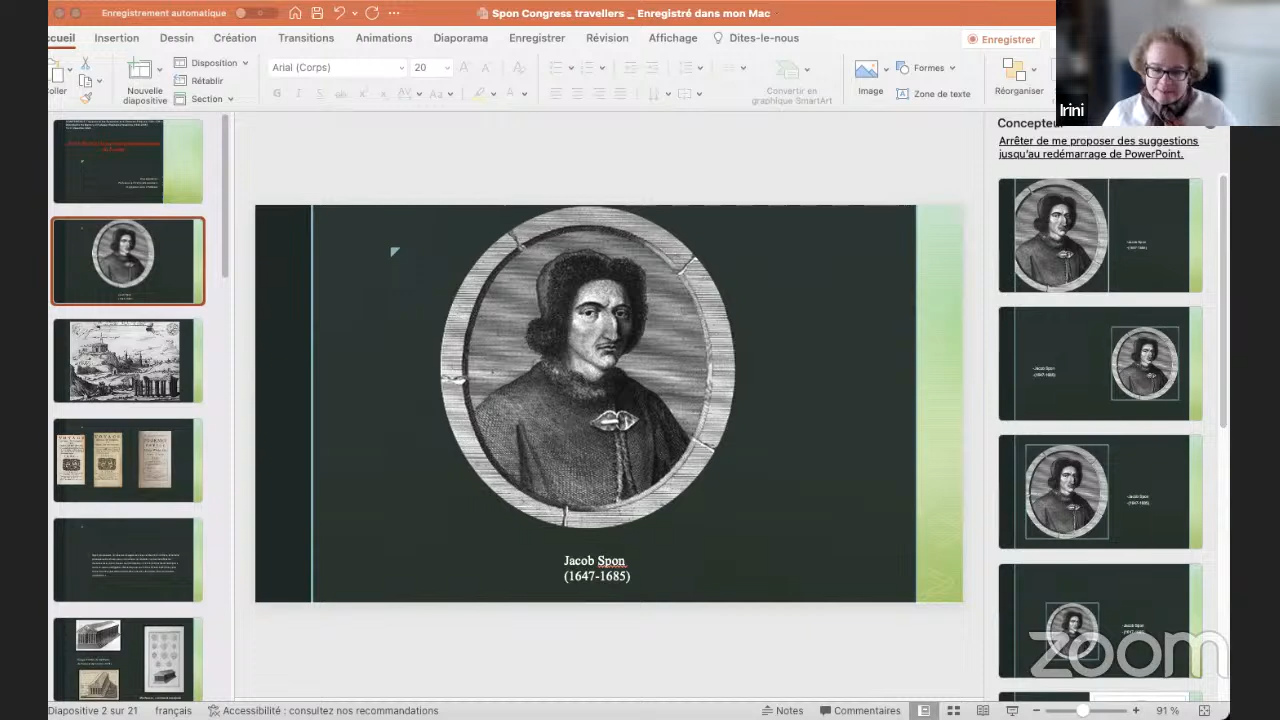 Enregistrement automatique
Spon Congress travellers _ Enregistré dans mon Mac
Insertion
Dessin
Création
Transitions
Animations
Diaporama
Enregistrer
Révision
Affichage
Dites-le-nous
Enregistrer
Nouvelle
diapositive
Disposition
Rétablir
Section
Arial (Corps)
20
Convertir en
graphique SmartArt
Image
Formes
Zone de texte
Réorganiser
Irini
Arrêter de me proposer des suggestions
jusqu'au redémarrage de PowerPoint.
Jacob Spon
(1647-1685)
zoom
Diapositive 2 sur 21
français
Accessibilité : consultez nos recommandations
Notes
Commentaires
91 %